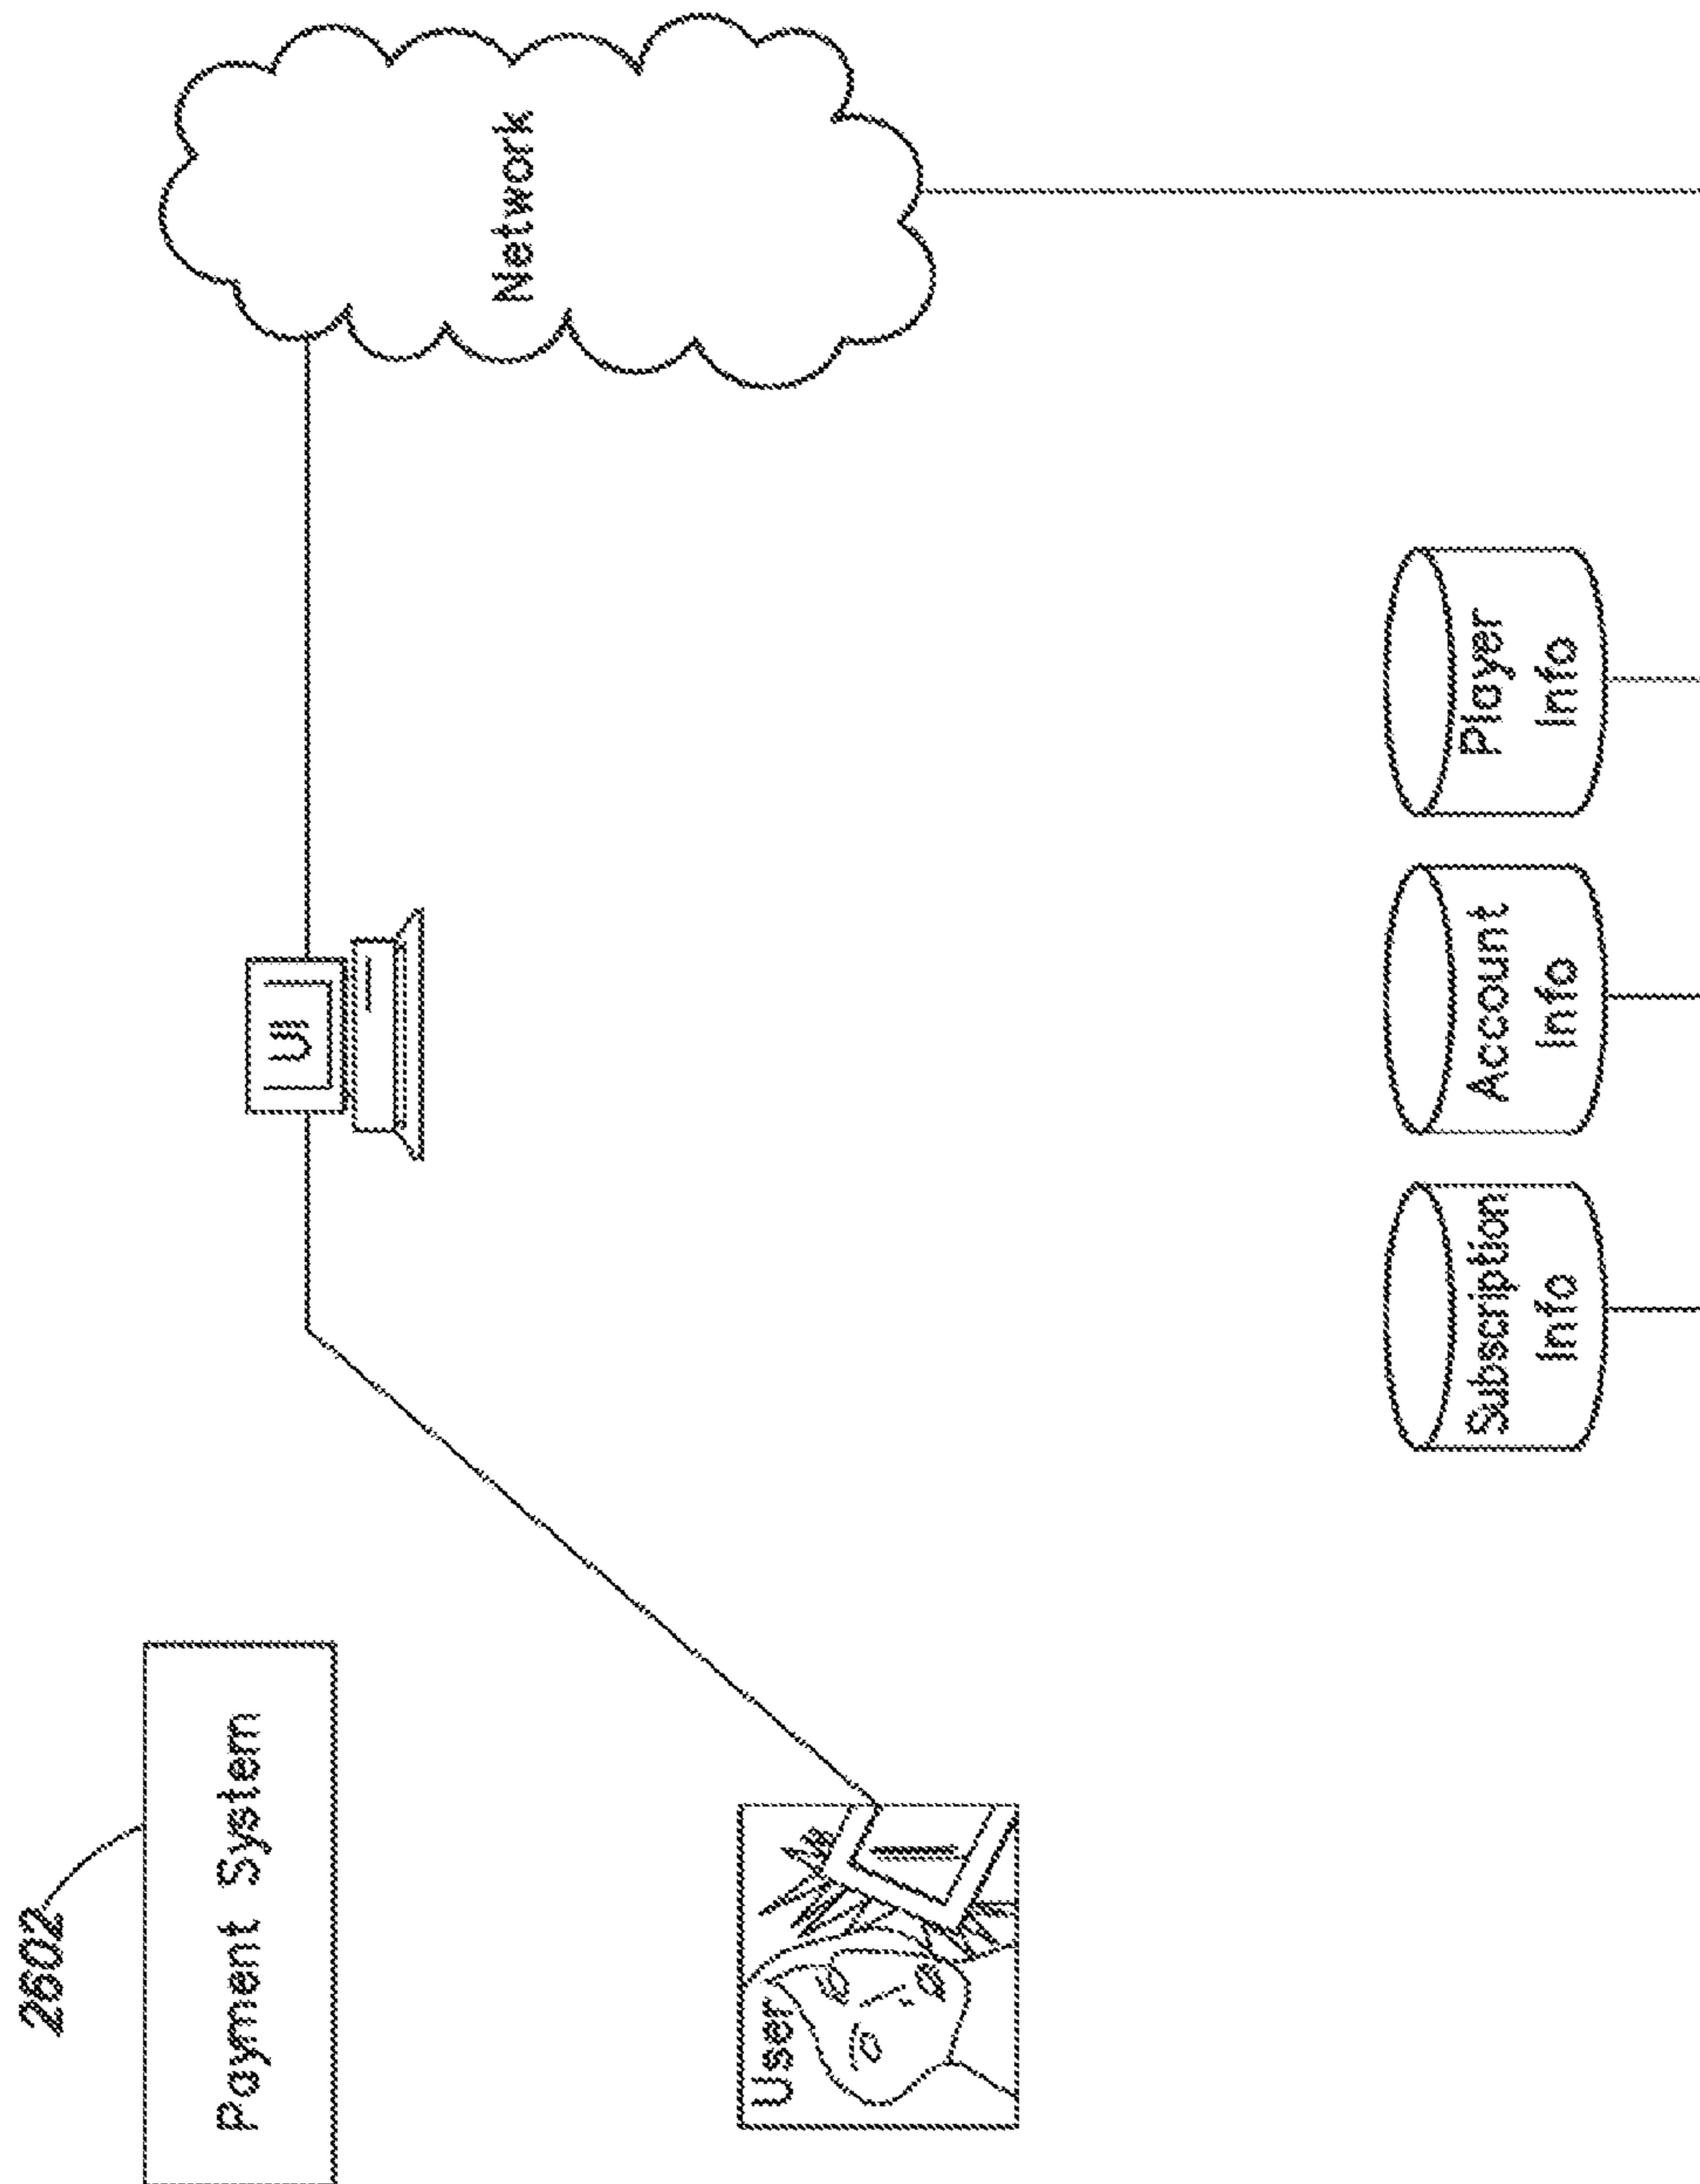 2602
Payment System
User
UI
Network
Subscription
Info
Account
Info
Player
Info